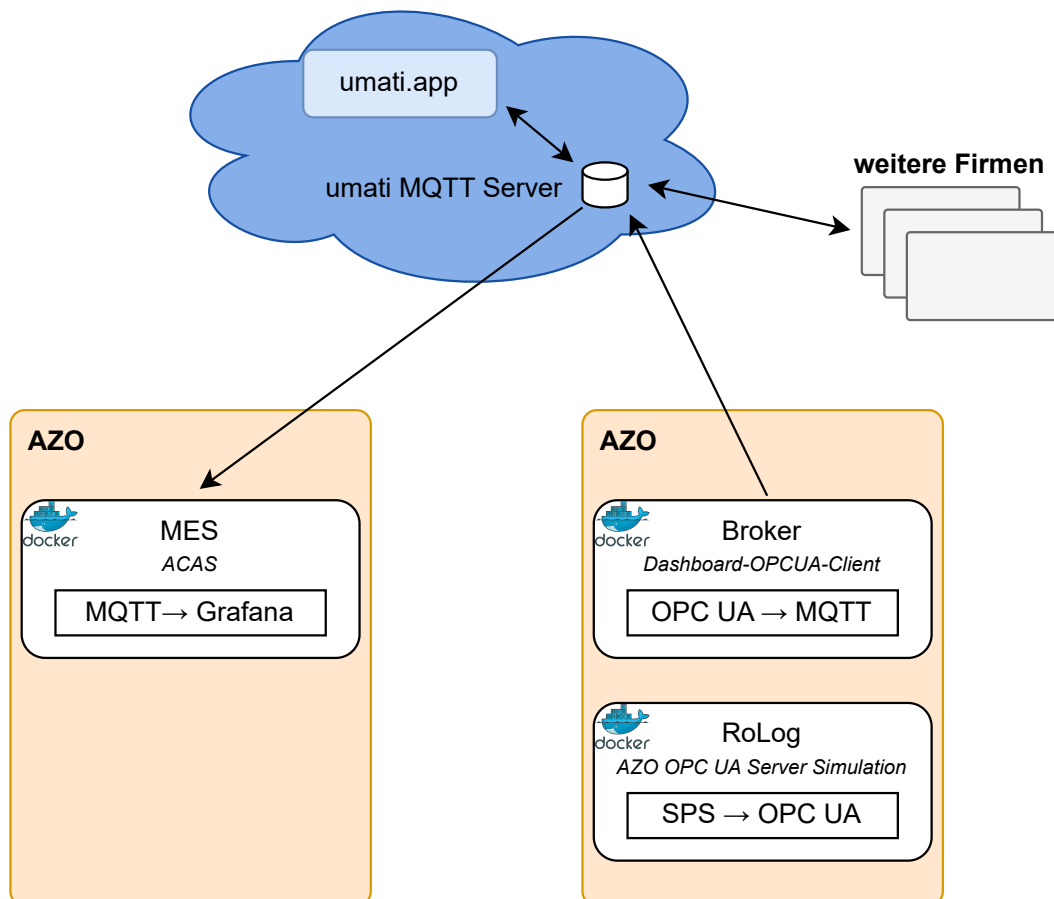 umati.app
umati MQTT Server
weitere Firmen
AZO
docker
MES
ACAS
MQTT→ Grafana
AZO
docker
Broker
Dashboard-OPCUA-Client
OPC UA → MQTT
docker
RoLog
AZO OPC UA Server Simulation
SPS → OPC UA